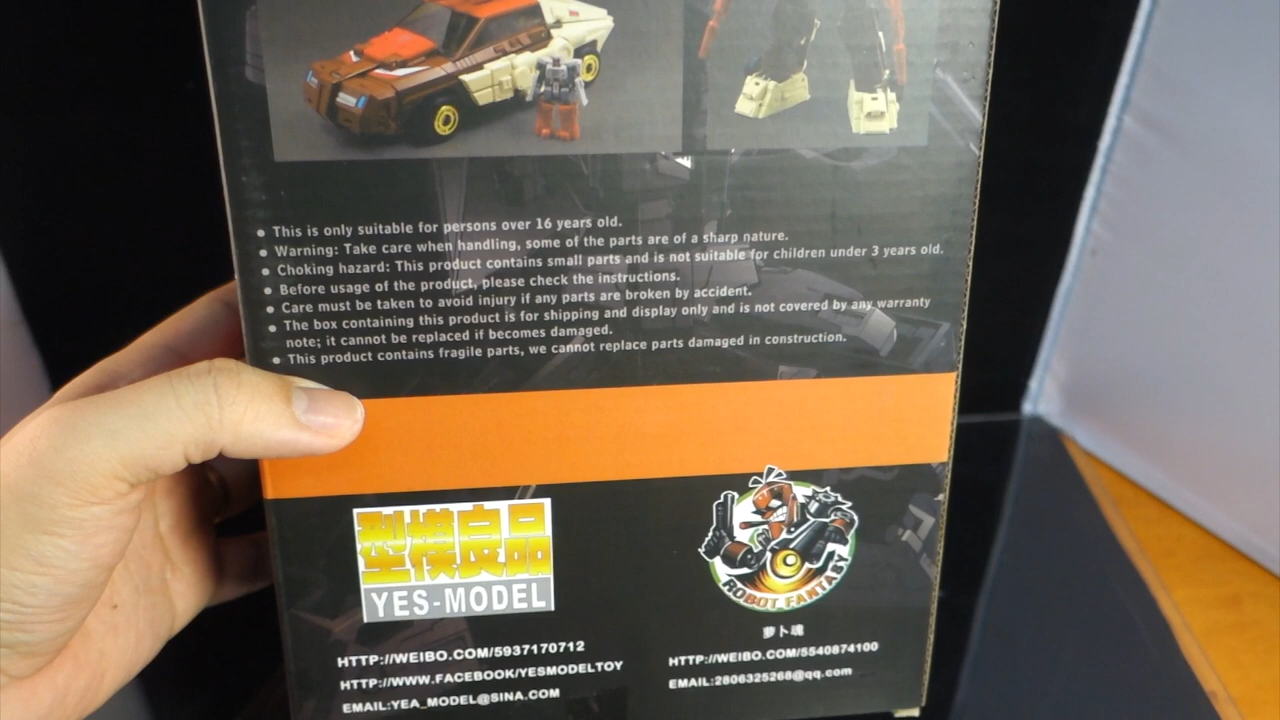 This is only suitable for persons over 16 years old.
Warning: Take care when handling, some of the parts are of a sharp nature.
Choking hazard: This product contains small parts and is not suitable for children under 3 years old.
Before usage of the product, please check the instructions.
Care must be taken to avoid injury if any parts are broken by accident.
The box containing this product is for shipping and display only and is not covered by any warranty
note; it cannot be replaced if becomes damaged.
This product contains fragile parts, we cannot replace parts damaged in construction.
型模良品
YES-MODEL
HTTP://WEIBO.COM/5937170712
HTTP://WWW.FACEBOOK/YESMODELTOY
EMAIL:YEA_MODEL@SINA.COM
ROBOT FANTASY
萝卜魂
HTTP://WEIBO.COM/5540874100
EMAIL:2806325268@qq.com